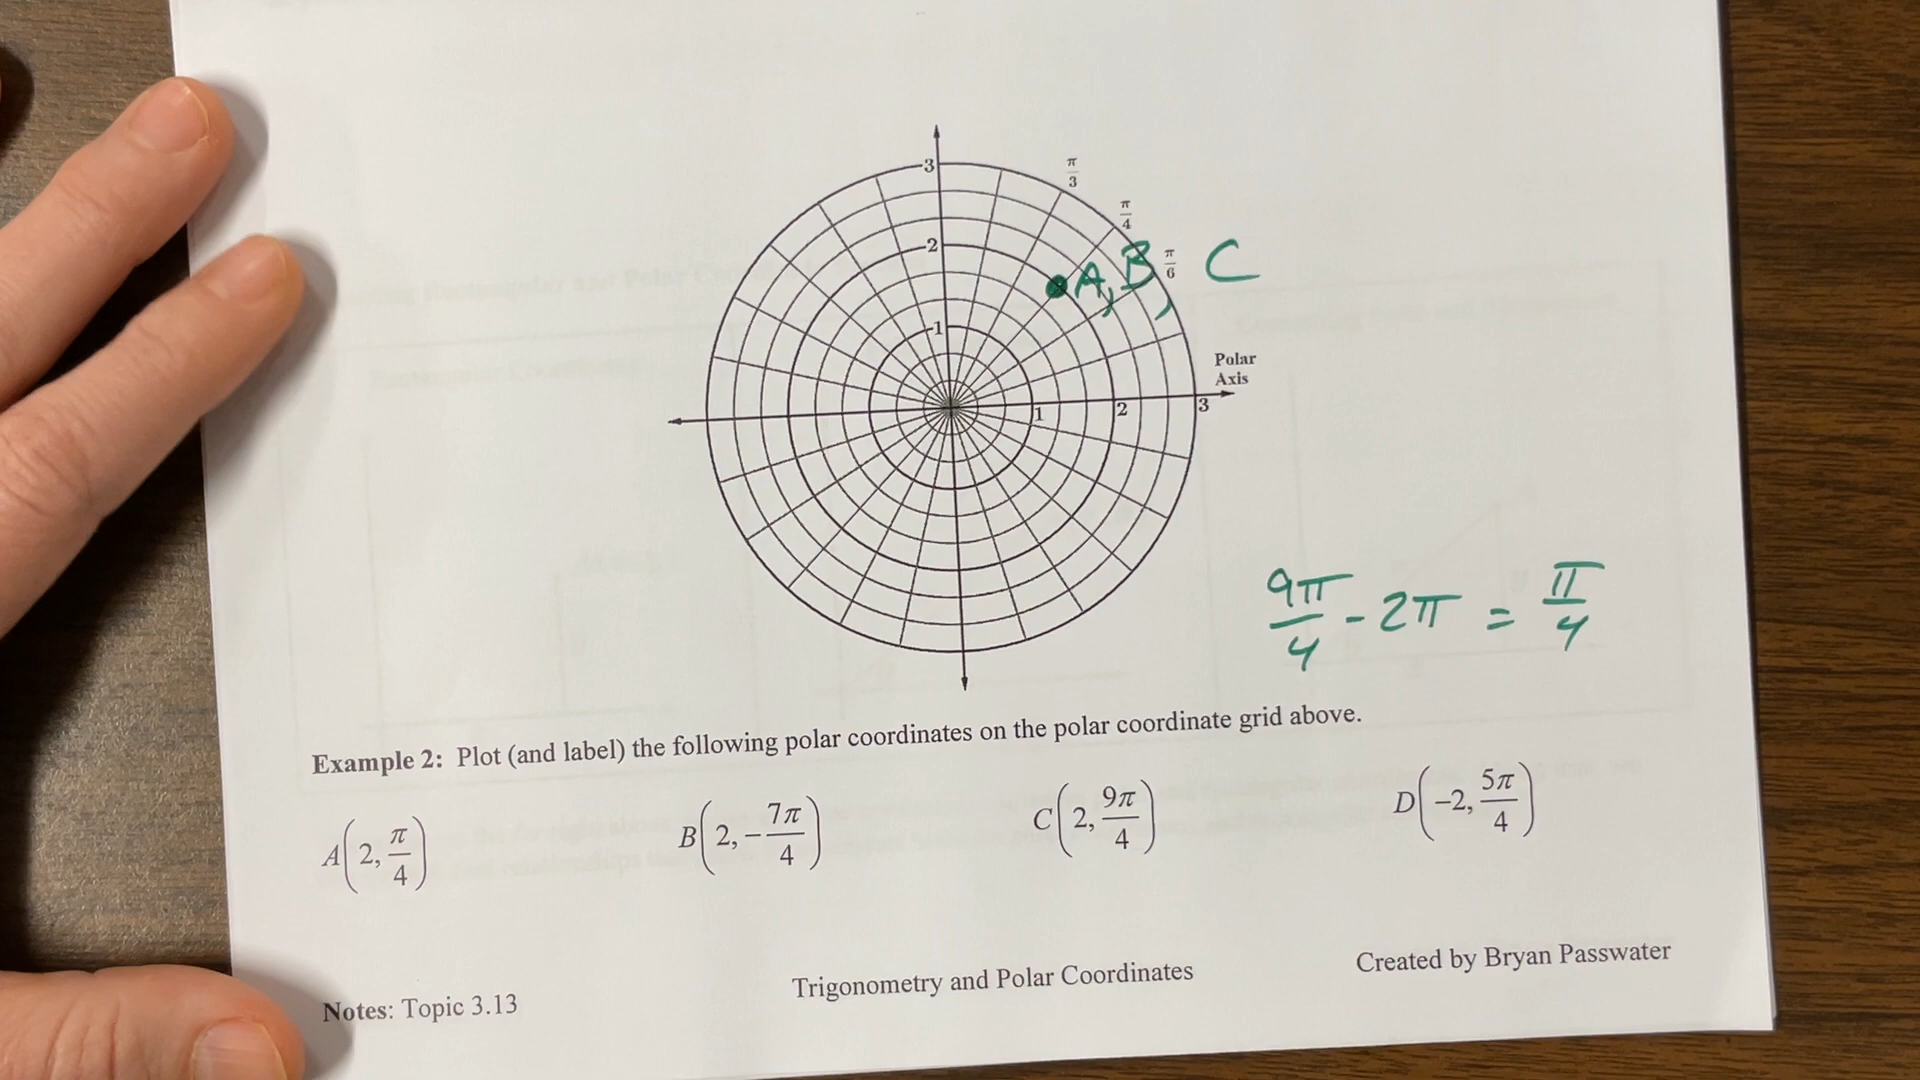 3
π/3
π/4
2
A, B, π/6 C
1
Polar
Axis
1 2 3
9π/4 - 2π = π/4
Example 2: Plot (and label) the following polar coordinates on the polar coordinate grid above.
A(2, π/4) B(2, −7π/4) C(2, 9π/4) D(−2, 5π/4)
Notes: Topic 3.13 Trigonometry and Polar Coordinates Created by Bryan Passwater